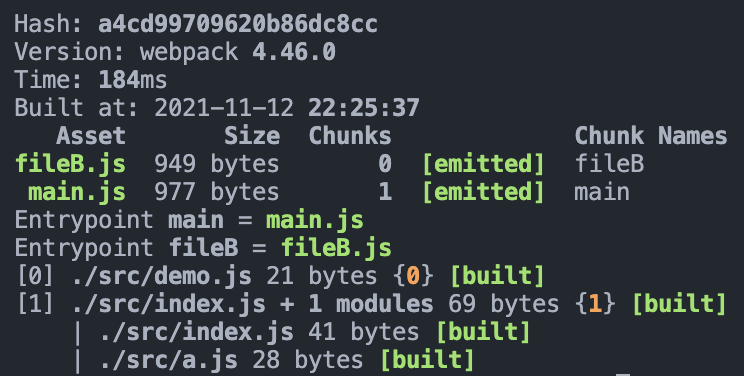 Hash: a4cd99709620b86dc8cc
Version: webpack 4.46.0
Time: 184ms
Built at: 2021-11-12 22:25:37
Asset Size Chunks Chunk Names
fileB.js 949 bytes 0 [emitted] fileB
main.js 977 bytes 1 [emitted] main
Entrypoint main = main.js
Entrypoint fileB = fileB.js
[0] ./src/demo.js 21 bytes {0} [built]
[1] ./src/index.js + 1 modules 69 bytes {1} [built]
| ./src/index.js 41 bytes [built]
| ./src/a.js 28 bytes [built]